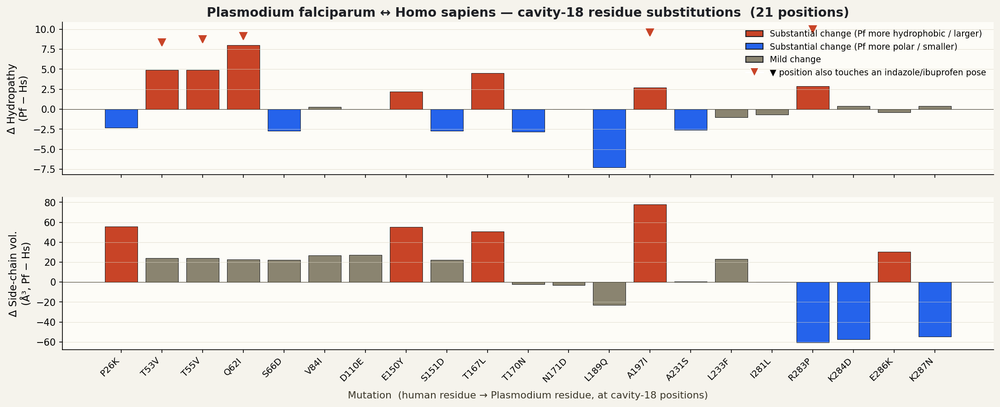 Plasmodium falciparum ↔ Homo sapiens — cavity-18 residue substitutions (21 positions)
Δ Hydropathy
(Pf − Hs)
10.0
7.5
5.0
2.5
0.0
−2.5
−5.0
−7.5
Substantial change (Pf more hydrophobic / larger)
Substantial change (Pf more polar / smaller)
Mild change
▼ position also touches an indazole/ibuprofen pose
Δ Side-chain vol.
(Å³, Pf − Hs)
80
60
40
20
0
−20
−40
−60
P26K
T53V
T55V
Q62I
S66D
V84I
D110E
E150Y
S151D
T167L
T170N
N171D
L189Q
A197I
A231S
L233F
I281L
R283P
K284D
E286K
K287N
Mutation (human residue → Plasmodium residue, at cavity-18 positions)